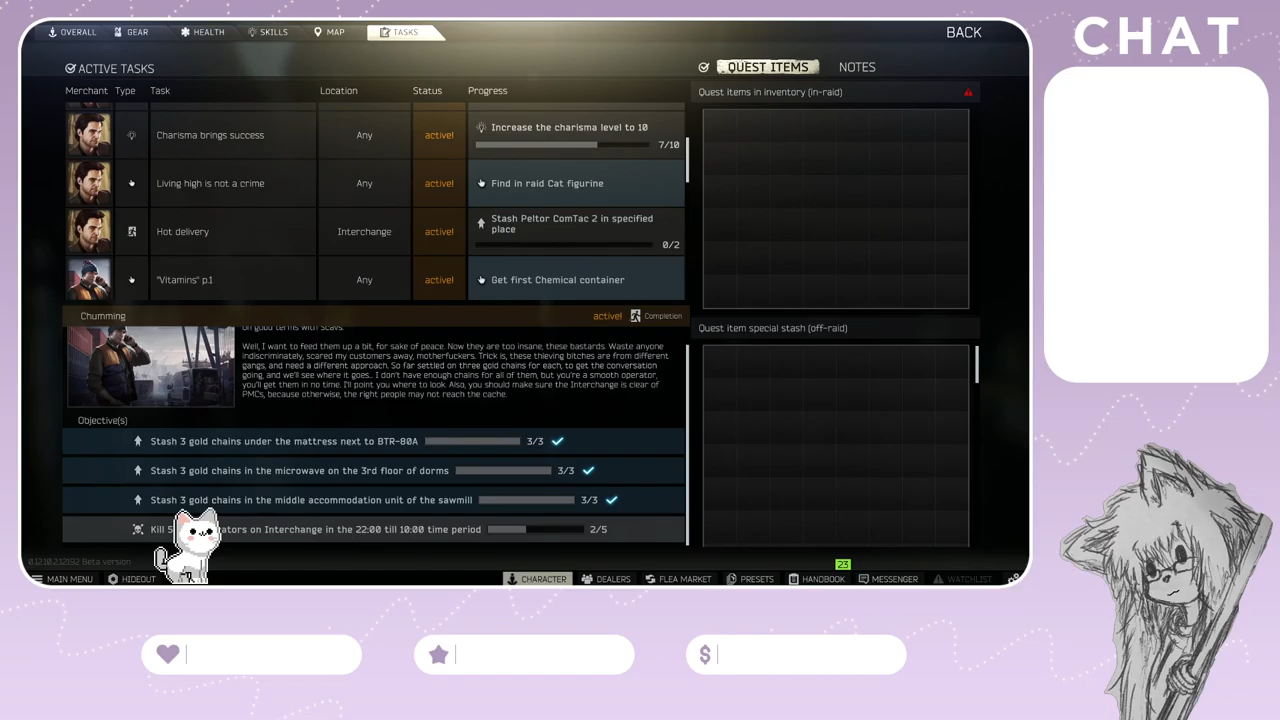 OVERALL
GEAR
HEALTH
SKILLS
MAP
TASKS
BACK
CHAT
ACTIVE TASKS
QUEST ITEMS
NOTES
Merchant Type Task Location Status Progress
Quest items in inventory (in-raid)
Charisma brings success Any active! Increase the charisma level to 10
7/10
Living high is not a crime Any active! Find in raid Cat figurine
Hot delivery Interchange active! Stash Peltor ComTac 2 in specified
place
0/2
"Vitamins" p.1 Any active! Get first Chemical container
Chumming active! Completion
Quest item special stash (off-raid)
on good terms with Scavs.
Well, I want to feed them up a bit, for sake of peace. Now they are too insane, these bastards. Waste anyone
indiscriminately, scared my customers away, motherfuckers. Trick is, these thieving bitches are from different
gangs, and need a different approach. So far settled on three gold chains for each, to get the conversation
going, and we'll see where it goes.. I don't have enough chains for all of them, but you're a smooth operator,
you'll get them in no time. I'll point you where to look. Also, you should make sure the Interchange is clear of
PMCs, because otherwise, the right people may not reach the cache.
Objective(s)
Stash 3 gold chains under the mattress next to BTR-80A 3/3
Stash 3 gold chains in the microwave on the 3rd floor of dorms 3/3
Stash 3 gold chains in the middle accommodation unit of the sawmill 3/3
Kill 5 on Interchange in the 22:00 till 10:00 time period 2/5
0.12.10.2.12192 Beta version
23
MAIN MENU
HIDEOUT
CHARACTER
DEALERS
FLEA MARKET
PRESETS
HANDBOOK
MESSENGER
WATCHLIST
$